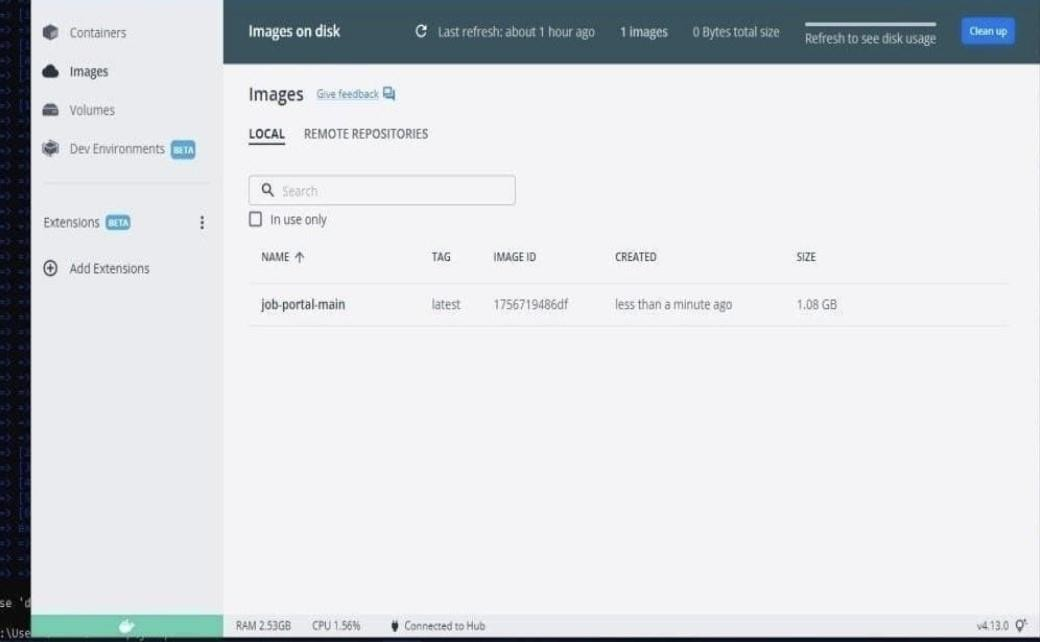 Containers
Images
Volumes
Dev Environments BETA
Extensions BETA
Add Extensions
Images on disk
Last refresh: about 1 hour ago
1 images
0 Bytes total size
Refresh to see disk usage
Clean up
Images Give feedback
LOCAL REMOTE REPOSITORIES
Search
In use only
NAME TAG IMAGE ID CREATED SIZE
job-portal-main latest 1756719486df less than a minute ago 1.08 GB
se 'd
:\Use
RAM 2.53GB CPU 1.56% Connected to Hub v4.13.0